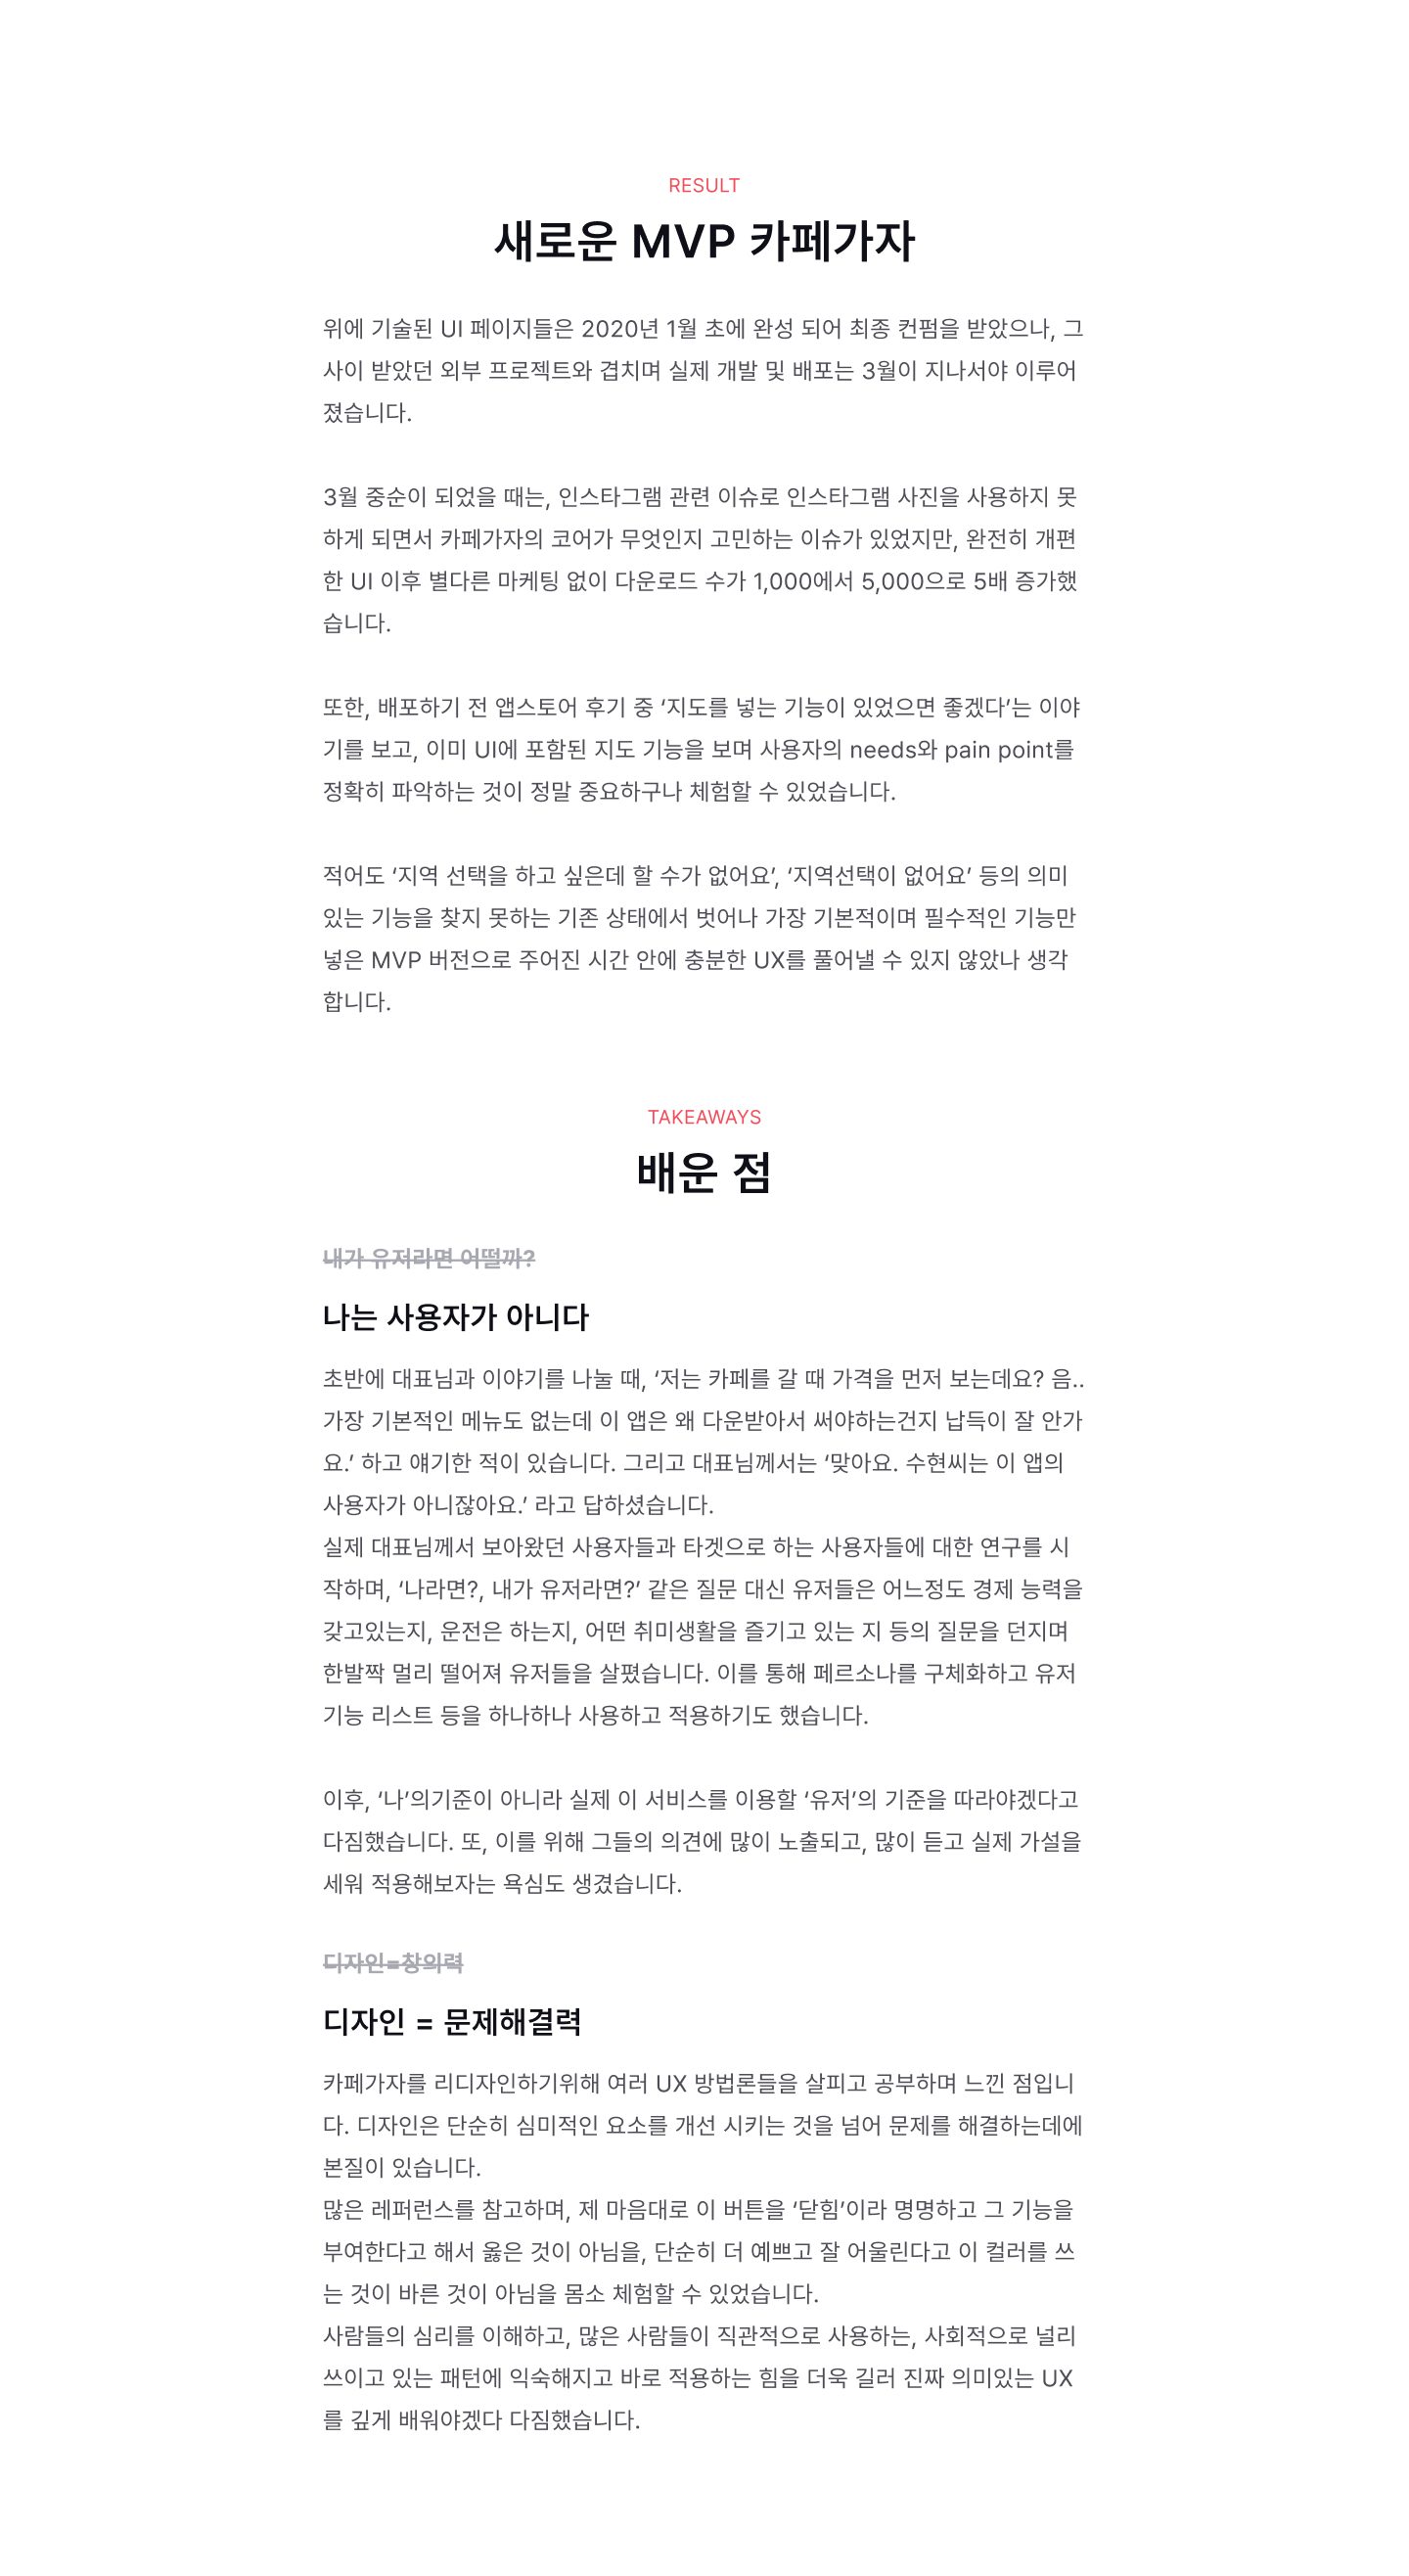 RESULT
새로운 MVP 카페가자
위에 기술된 UI 페이지들은 2020년 1월 초에 완성 되어 최종 컨펌을 받았으나, 그
사이 받았던 외부 프로젝트와 겹치며 실제 개발 및 배포는 3월이 지나서야 이루어
졌습니다.
3월 중순이 되었을 때는, 인스타그램 관련 이슈로 인스타그램 사진을 사용하지 못
하게 되면서 카페가자의 코어가 무엇인지 고민하는 이슈가 있었지만, 완전히 개편
한 UI 이후 별다른 마케팅 없이 다운로드 수가 1,000에서 5,000으로 5배 증가했
습니다.
또한, 배포하기 전 앱스토어 후기 중 ‘지도를 넣는 기능이 있었으면 좋겠다’는 이야
기를 보고, 이미 UI에 포함된 지도 기능을 보며 사용자의 needs와 pain point를
정확히 파악하는 것이 정말 중요하구나 체험할 수 있었습니다.
적어도 ‘지역 선택을 하고 싶은데 할 수가 없어요’, ‘지역선택이 없어요’ 등의 의미
있는 기능을 찾지 못하는 기존 상태에서 벗어나 가장 기본적이며 필수적인 기능만
넣은 MVP 버전으로 주어진 시간 안에 충분한 UX를 풀어낼 수 있지 않았나 생각
합니다.
TAKEAWAYS
배운 점
내가 유저라면 어떨까?
나는 사용자가 아니다
초반에 대표님과 이야기를 나눌 때, ‘저는 카페를 갈 때 가격을 먼저 보는데요? 음..
가장 기본적인 메뉴도 없는데 이 앱은 왜 다운받아서 써야하는건지 납득이 잘 안가
요.’ 하고 얘기한 적이 있습니다. 그리고 대표님께서는 ‘맞아요. 수현씨는 이 앱의
사용자가 아니잖아요.’ 라고 답하셨습니다.
실제 대표님께서 보아왔던 사용자들과 타겟으로 하는 사용자들에 대한 연구를 시
작하며, ‘나라면?, 내가 유저라면?’ 같은 질문 대신 유저들은 어느정도 경제 능력을
갖고있는지, 운전은 하는지, 어떤 취미생활을 즐기고 있는 지 등의 질문을 던지며
한발짝 멀리 떨어져 유저들을 살폈습니다. 이를 통해 페르소나를 구체화하고 유저
기능 리스트 등을 하나하나 사용하고 적용하기도 했습니다.
이후, ‘나’의기준이 아니라 실제 이 서비스를 이용할 ‘유저’의 기준을 따라야겠다고
다짐했습니다. 또, 이를 위해 그들의 의견에 많이 노출되고, 많이 듣고 실제 가설을
세워 적용해보자는 욕심도 생겼습니다.
디자인=창의력
디자인 = 문제해결력
카페가자를 리디자인하기위해 여러 UX 방법론들을 살피고 공부하며 느낀 점입니
다. 디자인은 단순히 심미적인 요소를 개선 시키는 것을 넘어 문제를 해결하는데에
본질이 있습니다.
많은 레퍼런스를 참고하며, 제 마음대로 이 버튼을 ‘닫힘’이라 명명하고 그 기능을
부여한다고 해서 옳은 것이 아님을, 단순히 더 예쁘고 잘 어울린다고 이 컬러를 쓰
는 것이 바른 것이 아님을 몸소 체험할 수 있었습니다.
사람들의 심리를 이해하고, 많은 사람들이 직관적으로 사용하는, 사회적으로 널리
쓰이고 있는 패턴에 익숙해지고 바로 적용하는 힘을 더욱 길러 진짜 의미있는 UX
를 깊게 배워야겠다 다짐했습니다.